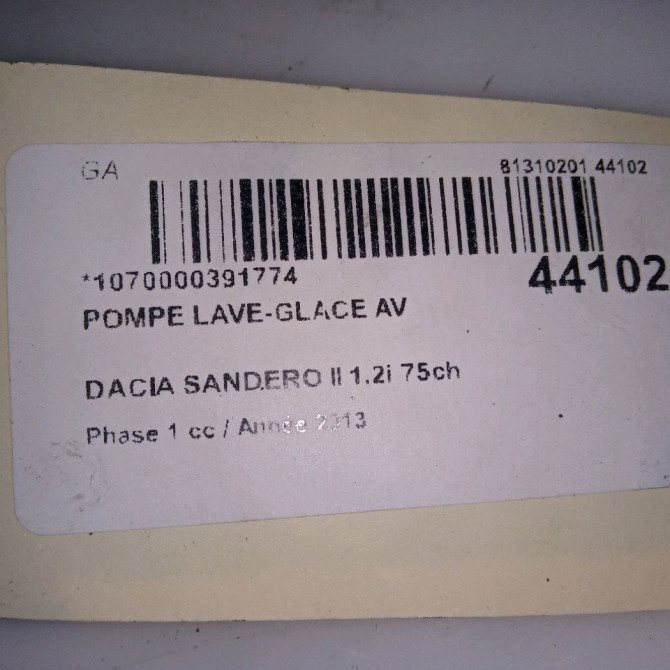 GA 81310201 44102
*1070000391774 44102
POMPE LAVE-GLACE AV
DACIA SANDERO II 1.2i 75ch
Phase 1 cc / Année 2013